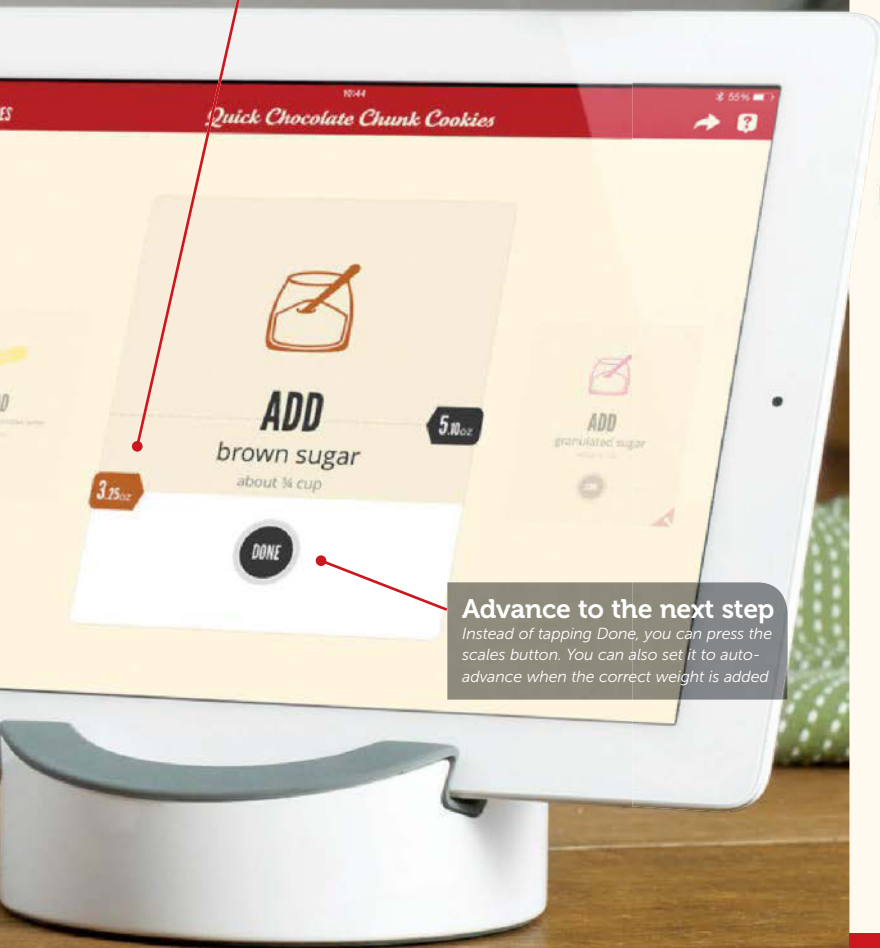 10:44
55%
ES
Quick Chocolate Chunk Cookies
?
ADD
brown sugar
about ¾ cup
5.10oz
3.25oz
DONE
ADD
granulated sugar
Advance to the next step
Instead of tapping Done, you can press the
scales button. You can also set it to auto-
advance when the correct weight is added